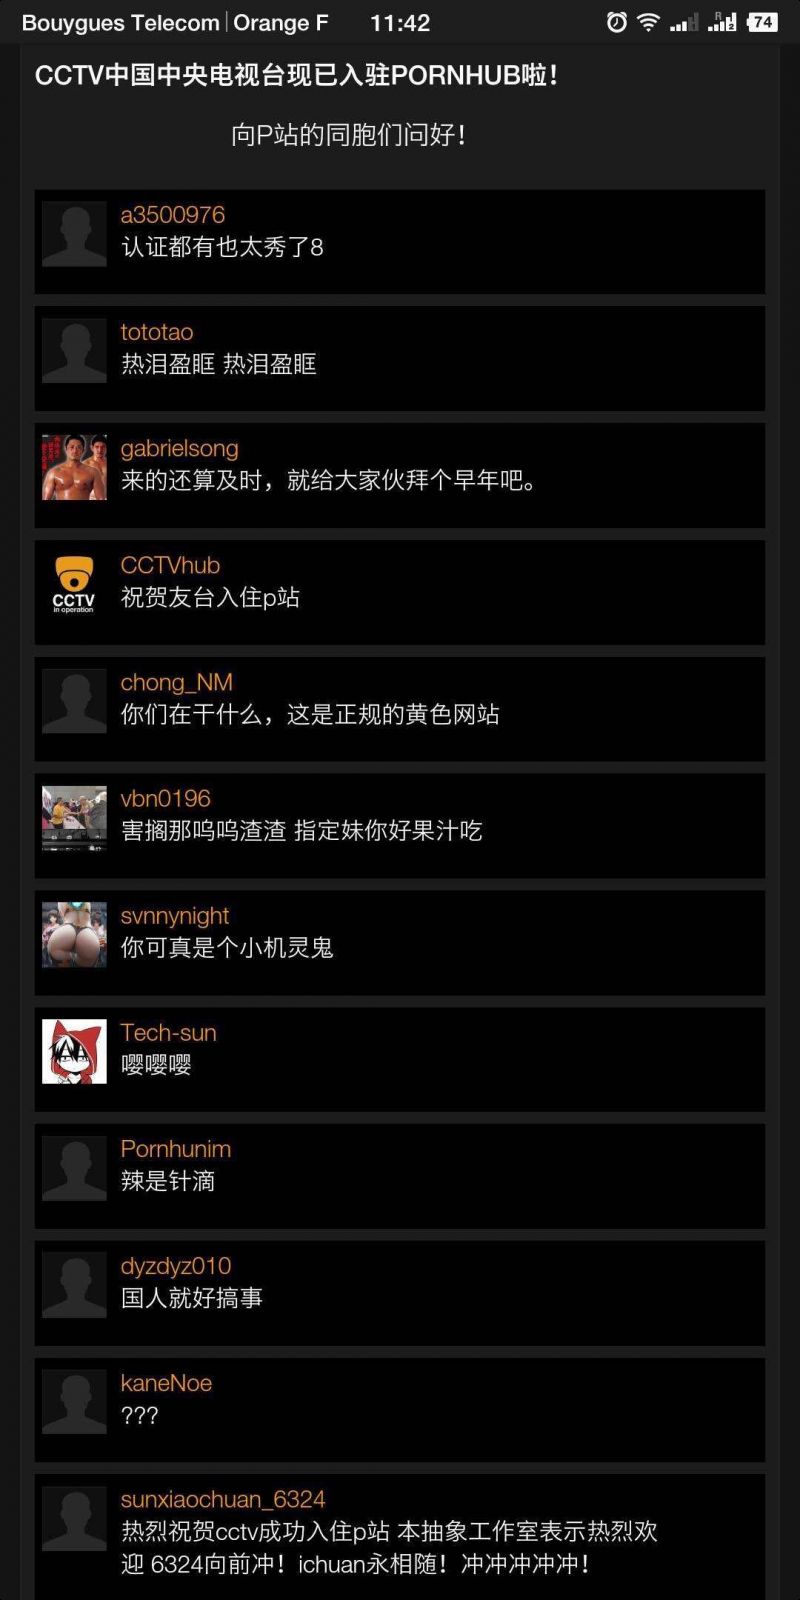 Bouygues Telecom | Orange F 11:42 R 2 74
CCTV中国中央电视台现已入驻PORNHUB啦！
向P站的同胞们问好！
a3500976
认证都有也太秀了8
tototao
热泪盈眶 热泪盈眶
gabrielsong
来的还算及时，就给大家伙拜个早年吧。
CCTVhub
CCTV
in operation
祝贺友台入住p站
chong_NM
你们在干什么，这是正规的黄色网站
vbn0196
害搁那呜呜渣渣 指定妹你好果汁吃
svnnynight
你可真是个小机灵鬼
Tech-sun
嘤嘤嘤
Pornhunim
辣是针滴
dyzdyz010
国人就好搞事
kaneNoe
???
sunxiaochuan_6324
热烈祝贺cctv成功入住p站 本抽象工作室表示热烈欢
迎 6324向前冲！ichuan永相随！冲冲冲冲冲！